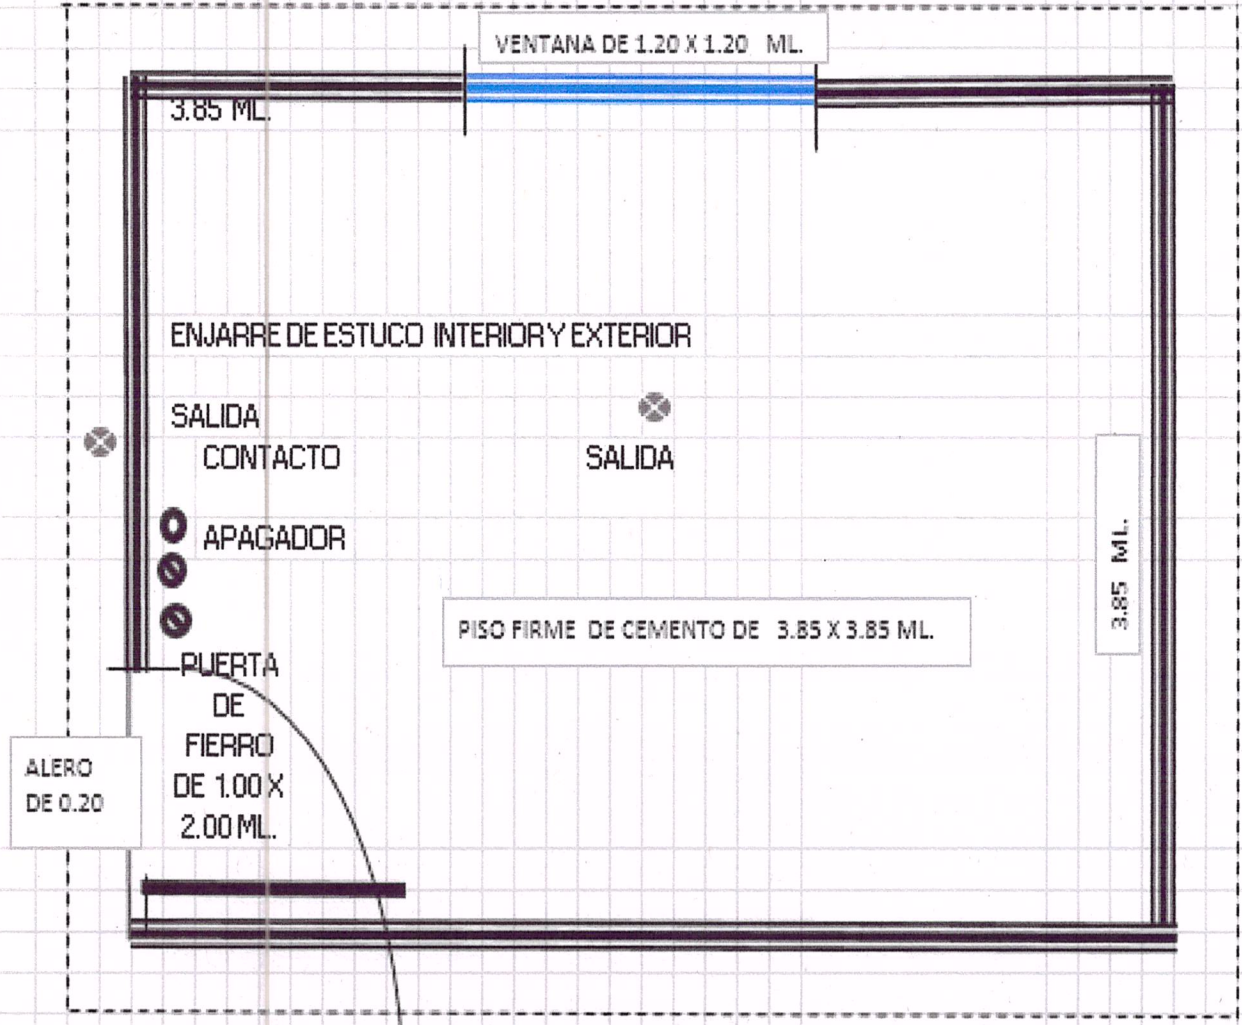 VENTANA DE 1.20 X 1.20 ML.
3.85 ML.
ENJARRE DE ESTUCO INTERIOR Y EXTERIOR
SALIDA
CONTACTO
SALIDA
APAGADOR
3.85 ML.
PISO FIRME DE CEMENTO DE 3.85 X 3.85 ML.
PUERTA
DE
FIERRO
DE 1.00 X
2.00 ML.
ALERO
DE 0.20